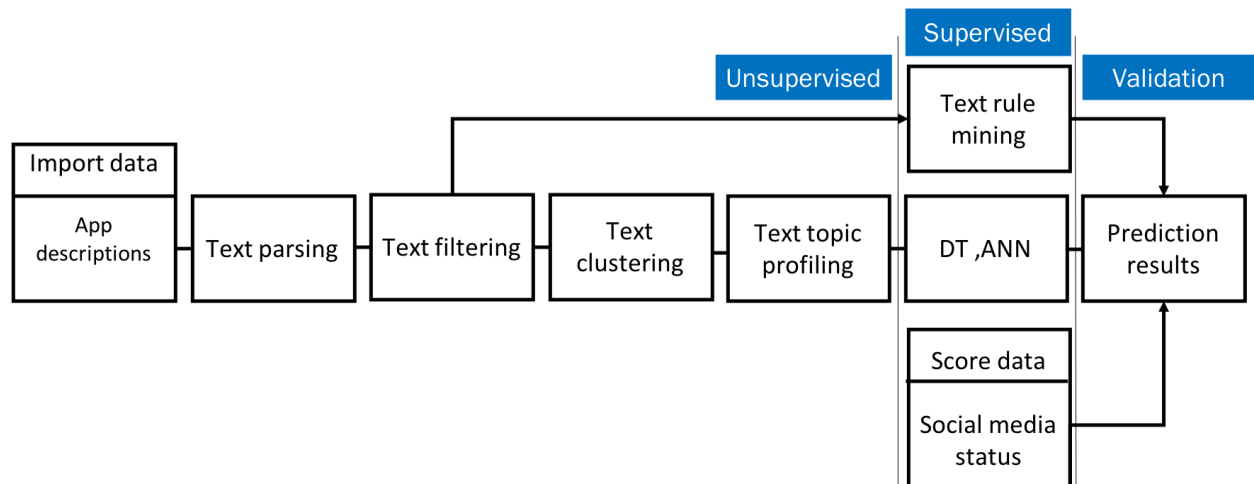 Supervised
Unsupervised
Validation
Text rule
mining
Import data
App
descriptions
Text parsing
Text filtering
Text
clustering
Text topic
profiling
DT ,ANN
Prediction
results
Score data
Social media
status